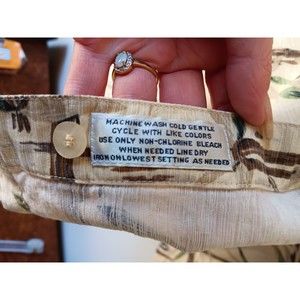 MACHINE WASH COLD GENTLE
CYCLE WITH LIKE COLORS
USE ONLY NON-CHLORINE BLEACH
WHEN NEEDED LINE DRY
IRON ON LOWEST SETTING AS NEEDED